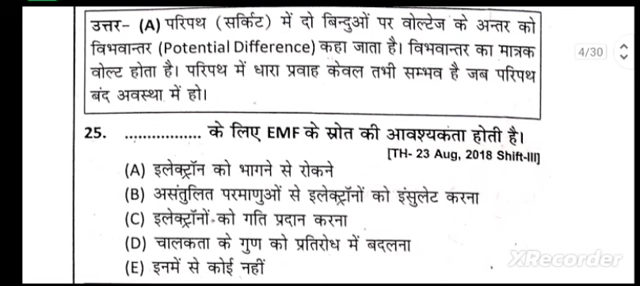 उत्तर– (A) परिपथ (सर्किट) में दो बिन्दुओं पर वोल्टेज के अन्तर को
विभवान्तर (Potential Difference) कहा जाता है। विभवान्तर का मात्रक
वोल्ट होता है। परिपथ में धारा प्रवाह केवल तभी सम्भव है जब परिपथ
बंद अवस्था में हो।
4/30
25. ................. के लिए EMF के स्रोत की आवश्यकता होती है।
[TH- 23 Aug, 2018 Shift-III]
(A) इलेक्ट्रॉन को भागने से रोकने
(B) असंतुलित परमाणुओं से इलेक्ट्रॉनों को इंसुलेट करना
(C) इलेक्ट्रॉनों को गति प्रदान करना
(D) चालकता के गुण को प्रतिरोध में बदलना
(E) इनमें से कोई नहीं
XRecorder